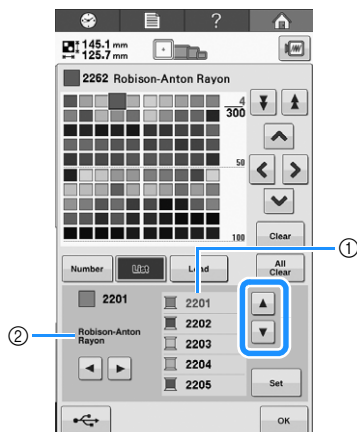 ?
145.1 mm
125.7 mm
2262 Robison-Anton Rayon
4
300
50
100
Clear
Number
List
Load
All
Clear
①
2201
Robison-Anton
Rayon
②
2201
2202
2203
2204
2205
Set
OK